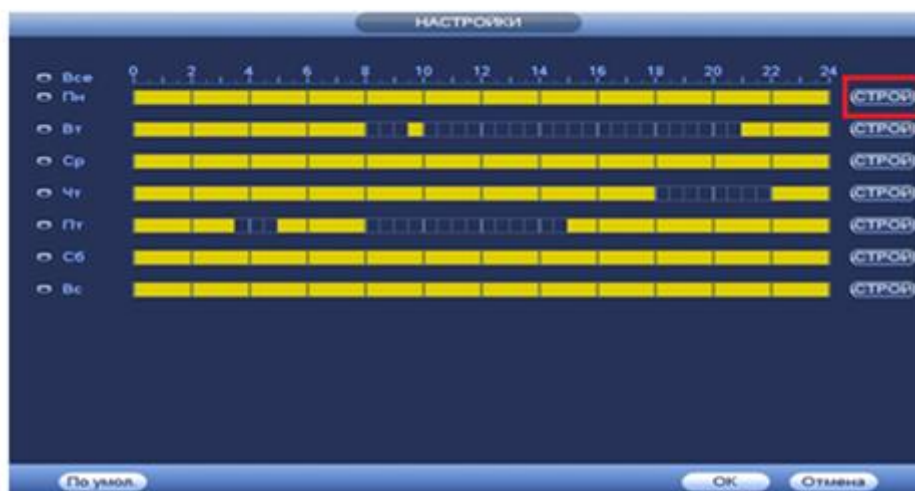 НАСТРОЙКИ
0 2 4 6 8 10 12 14 16 18 20 22 24
Все
Пн СТРОЙ
Вт СТРОЙ
Ср СТРОЙ
Чт СТРОЙ
Пт СТРОЙ
Сб СТРОЙ
Вс СТРОЙ
По умол. ОК Отмена